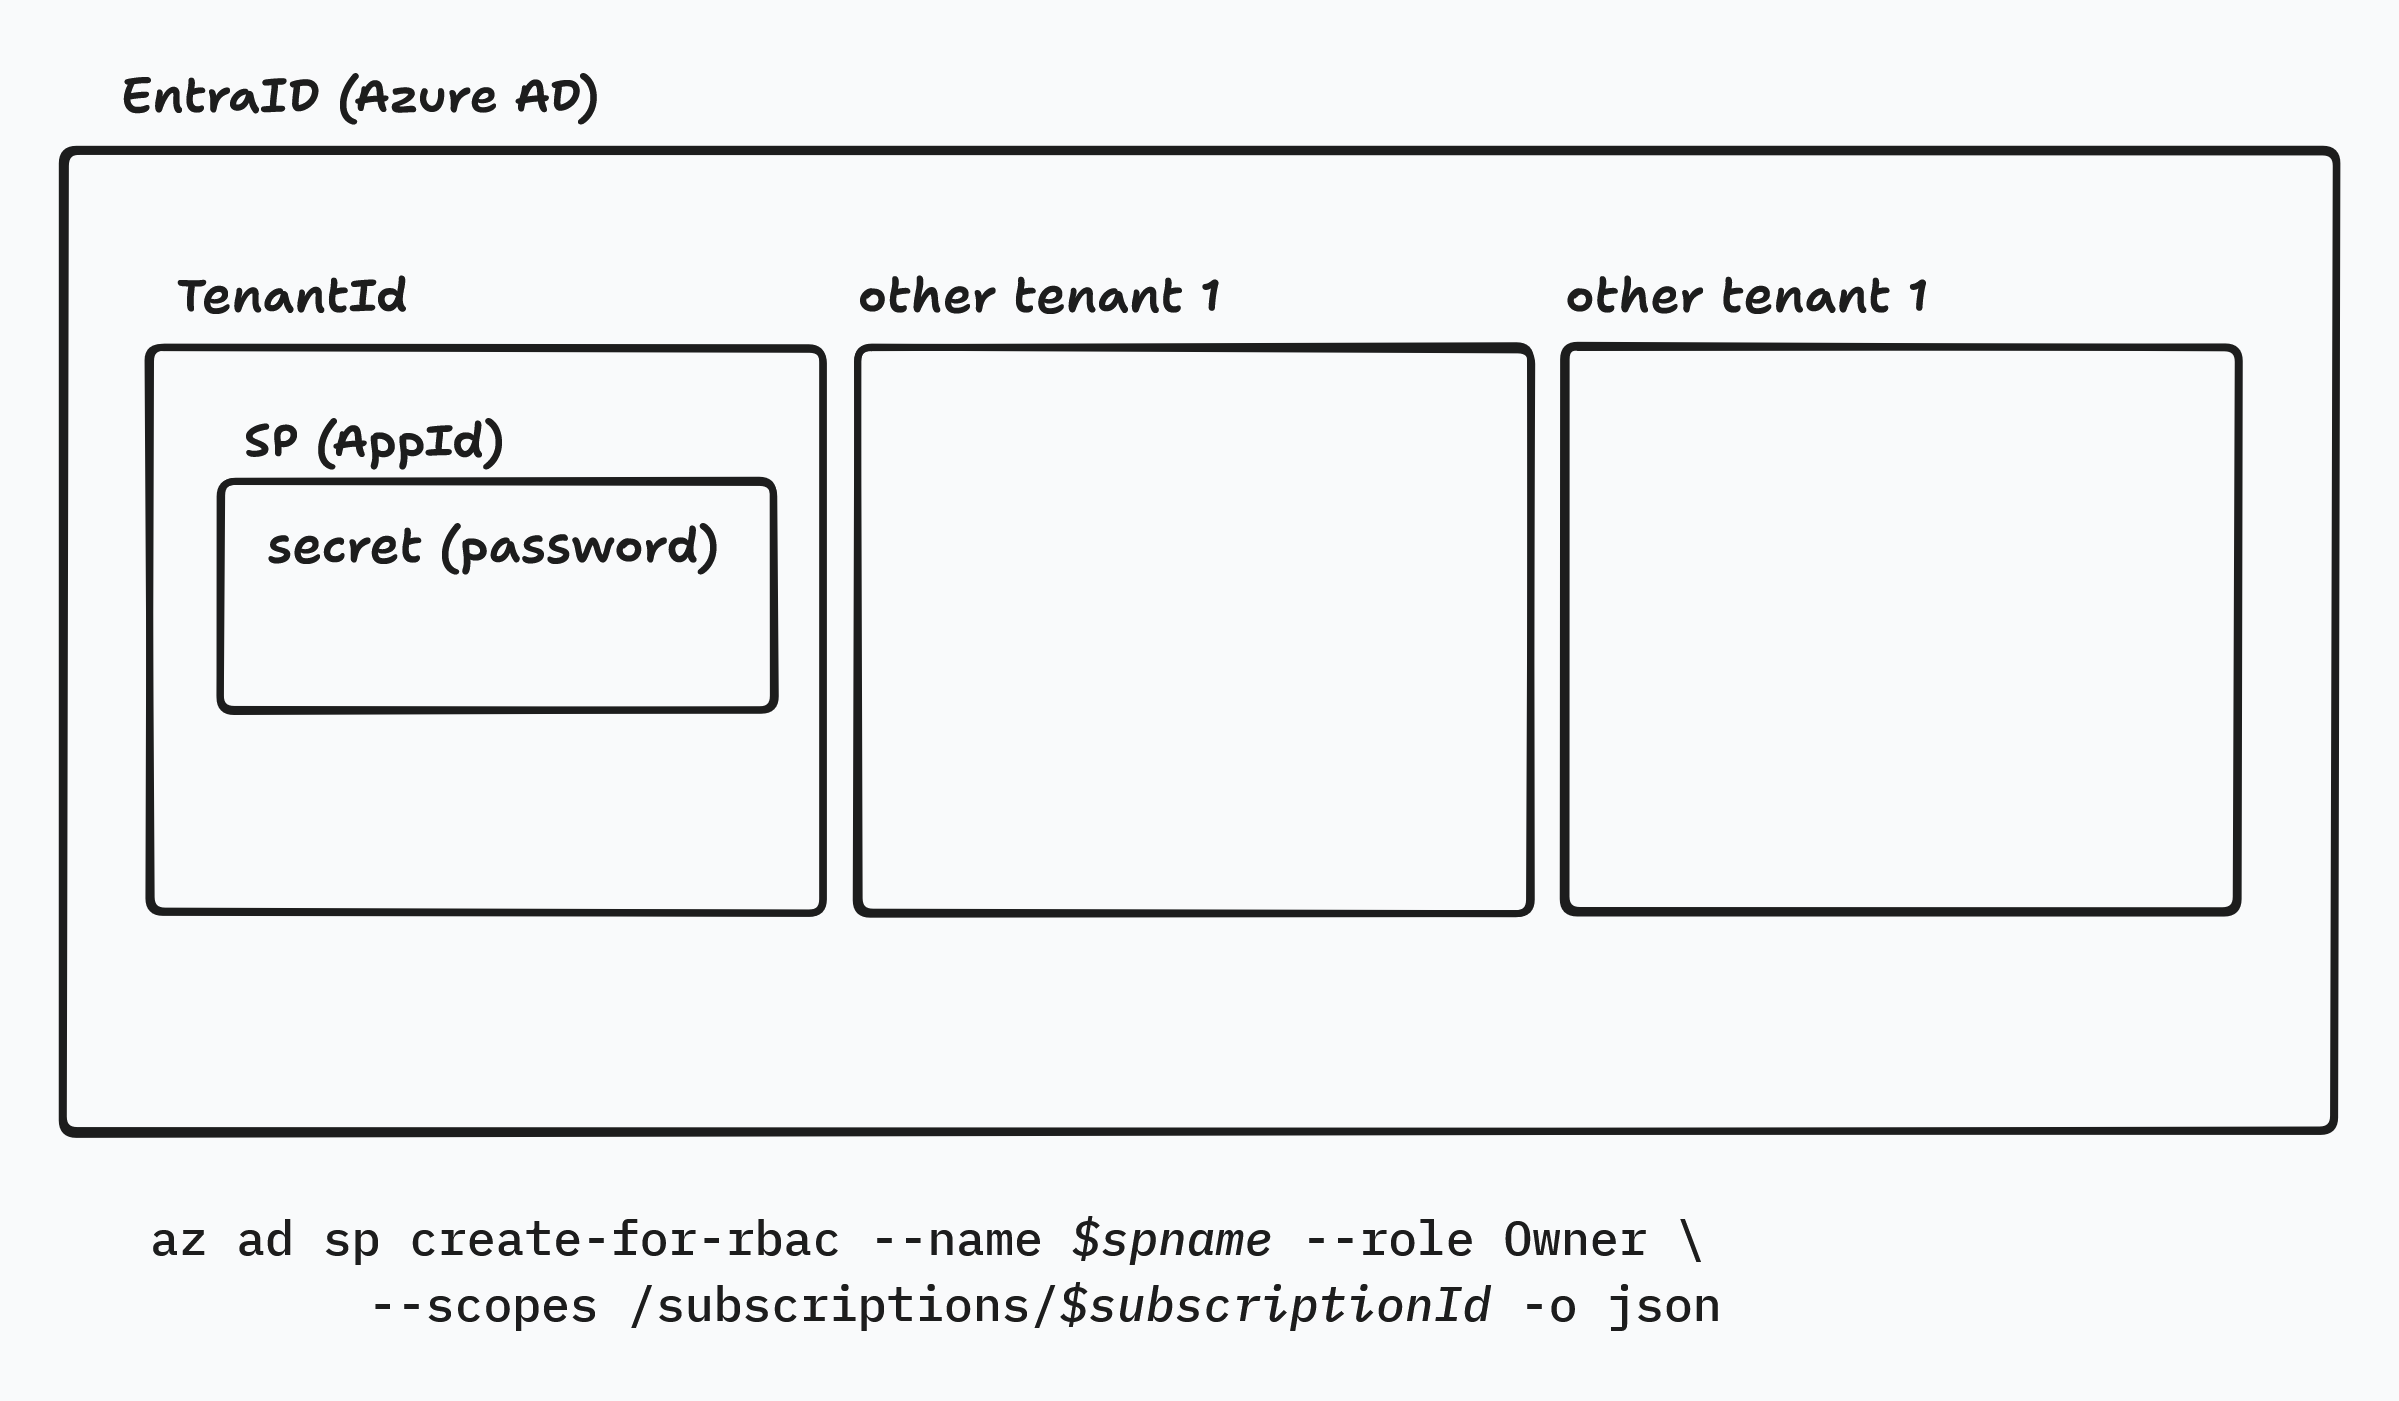 EntraID (Azure AD)
TenantId
other tenant 1
other tenant 1
SP (AppId)
secret (password)
az ad sp create-for-rbac --name $spname --role Owner \
--scopes /subscriptions/$subscriptionId -o json